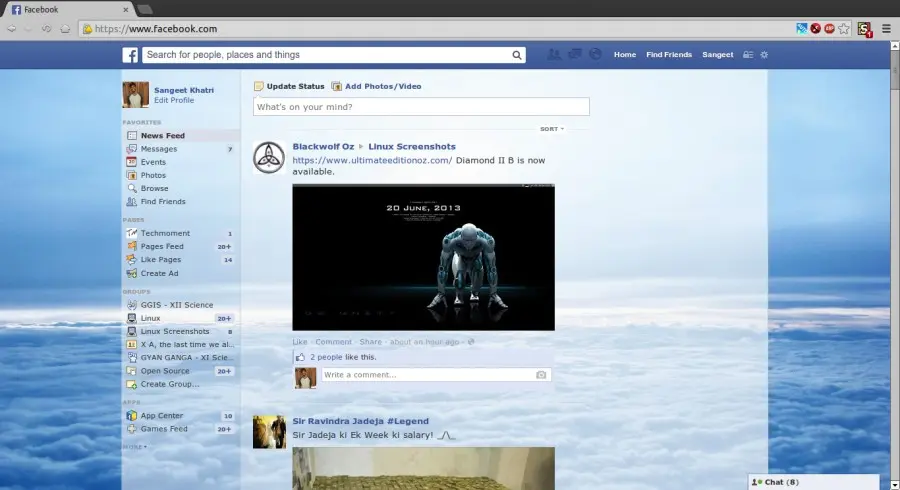 Facebook
https://www.facebook.com
Search for people, places and things
Home
Find Friends
Sangeet
Sangeet Khatri
Edit Profile
FAVORITES
News Feed
Messages 7
Events
Photos
Browse
Find Friends
PAGES
Techmoment 1
Pages Feed 20+
Like Pages 14
Create Ad
GROUPS
GGIS - XII Science
Linux 20+
Linux Screenshots 8
X A, the last time we al...
GYAN GANGA - XI Scie...
Open Source 20+
Create Group...
APPS
App Center 10
Games Feed 20+
MORE
Update Status
Add Photos/Video
What's on your mind?
SORT
Blackwolf Oz ▸ Linux Screenshots
https://www.ultimateeditionoz.com/ Diamond II B is now
available.
20 JUNE, 2013
Like · Comment · Share · about an hour ago ·
2 people like this.
Write a comment...
Sir Ravindra Jadeja #Legend
Sir Jadeja ki Ek Week ki salary! _/\_
Chat (8)